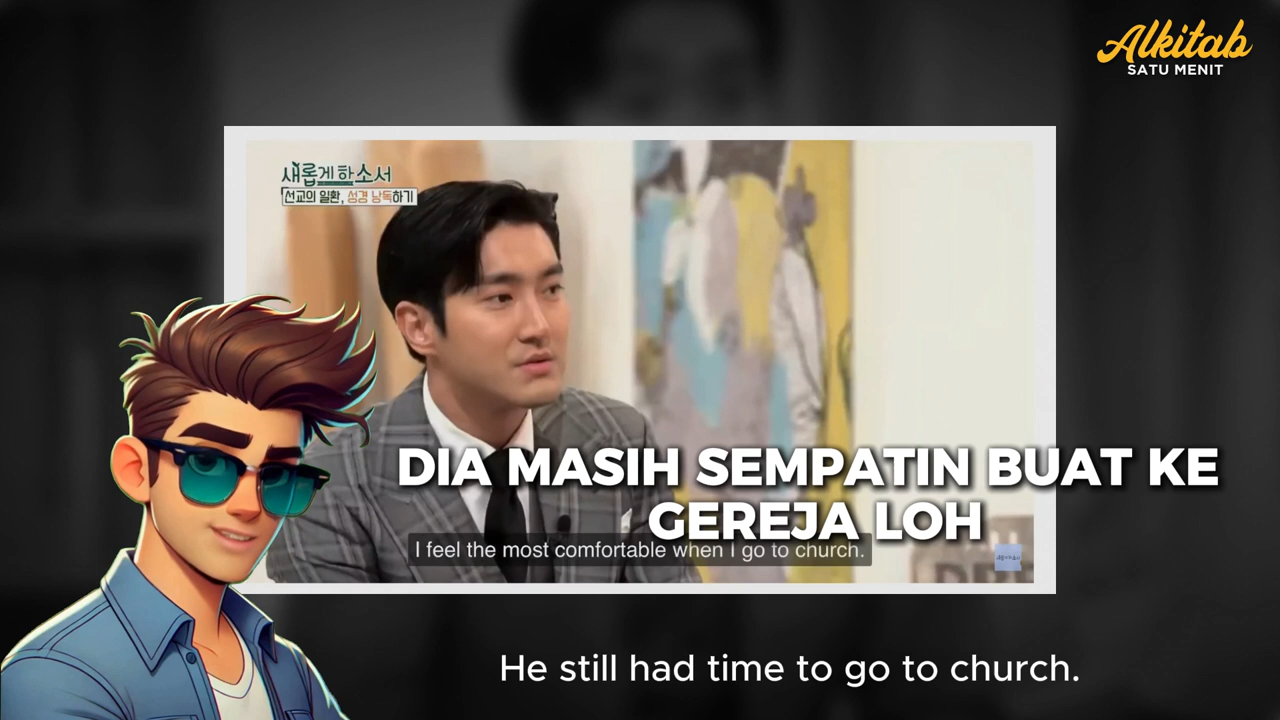 Alkitab
SATU MENIT
새롭게하소서
선교의 일환, 성경 낭독하기
DIA MASIH SEMPATIN BUAT KE
GEREJA LOH
I feel the most comfortable when I go to church.
He still had time to go to church.